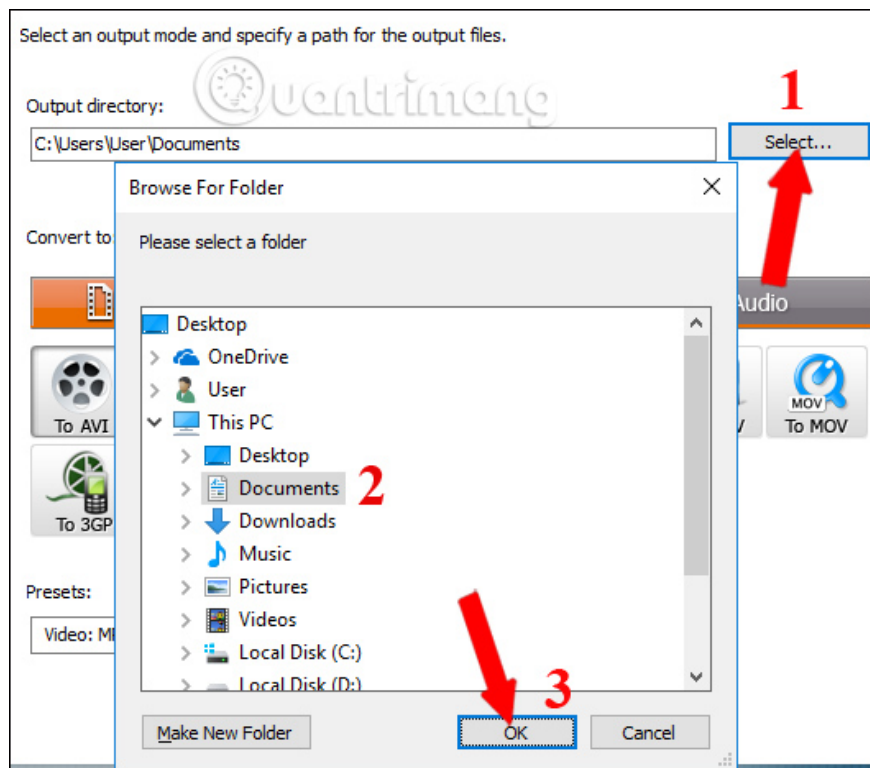 Select an output mode and specify a path for the output files.
Quantrimang
Output directory:
1
C:\Users\User\Documents
Select...
Browse For Folder
Convert to
Please select a folder
Audio
Desktop
OneDrive
User
This PC
To AVI
MOV
To MOV
Desktop
Documents
2
Downloads
To 3GP
Music
Pictures
Presets:
Videos
Video: M
Local Disk (C:)
Local Disk (D:)
3
Make New Folder
OK
Cancel